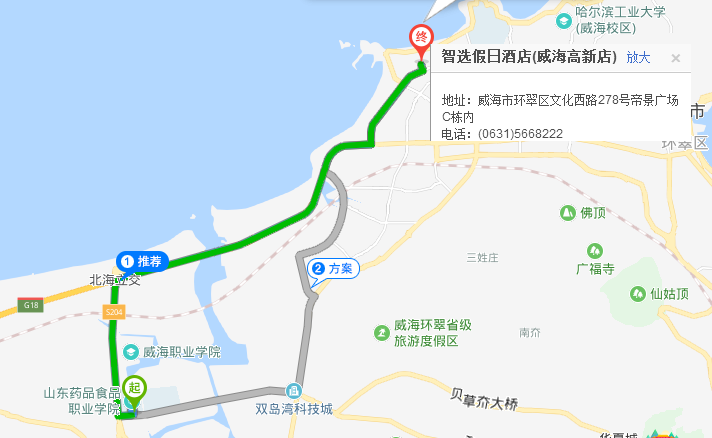 哈尔滨工业大学
(威海校区)
终
智选假日酒店(威海高新店) 放大 ×
地址：威海市环翠区文化西路278号帝景广场
C栋内
电话：(0631)5668222
市
环翠区
佛顶
三姓庄
广福寺
仙姑顶
1 推荐
2 方案
北海立交
G18
S204
威海环翠省级
旅游度假区
南夼
威海职业学院
起
山东药品食品
职业学院
双岛湾科技城
贝草夼大桥
华夏城